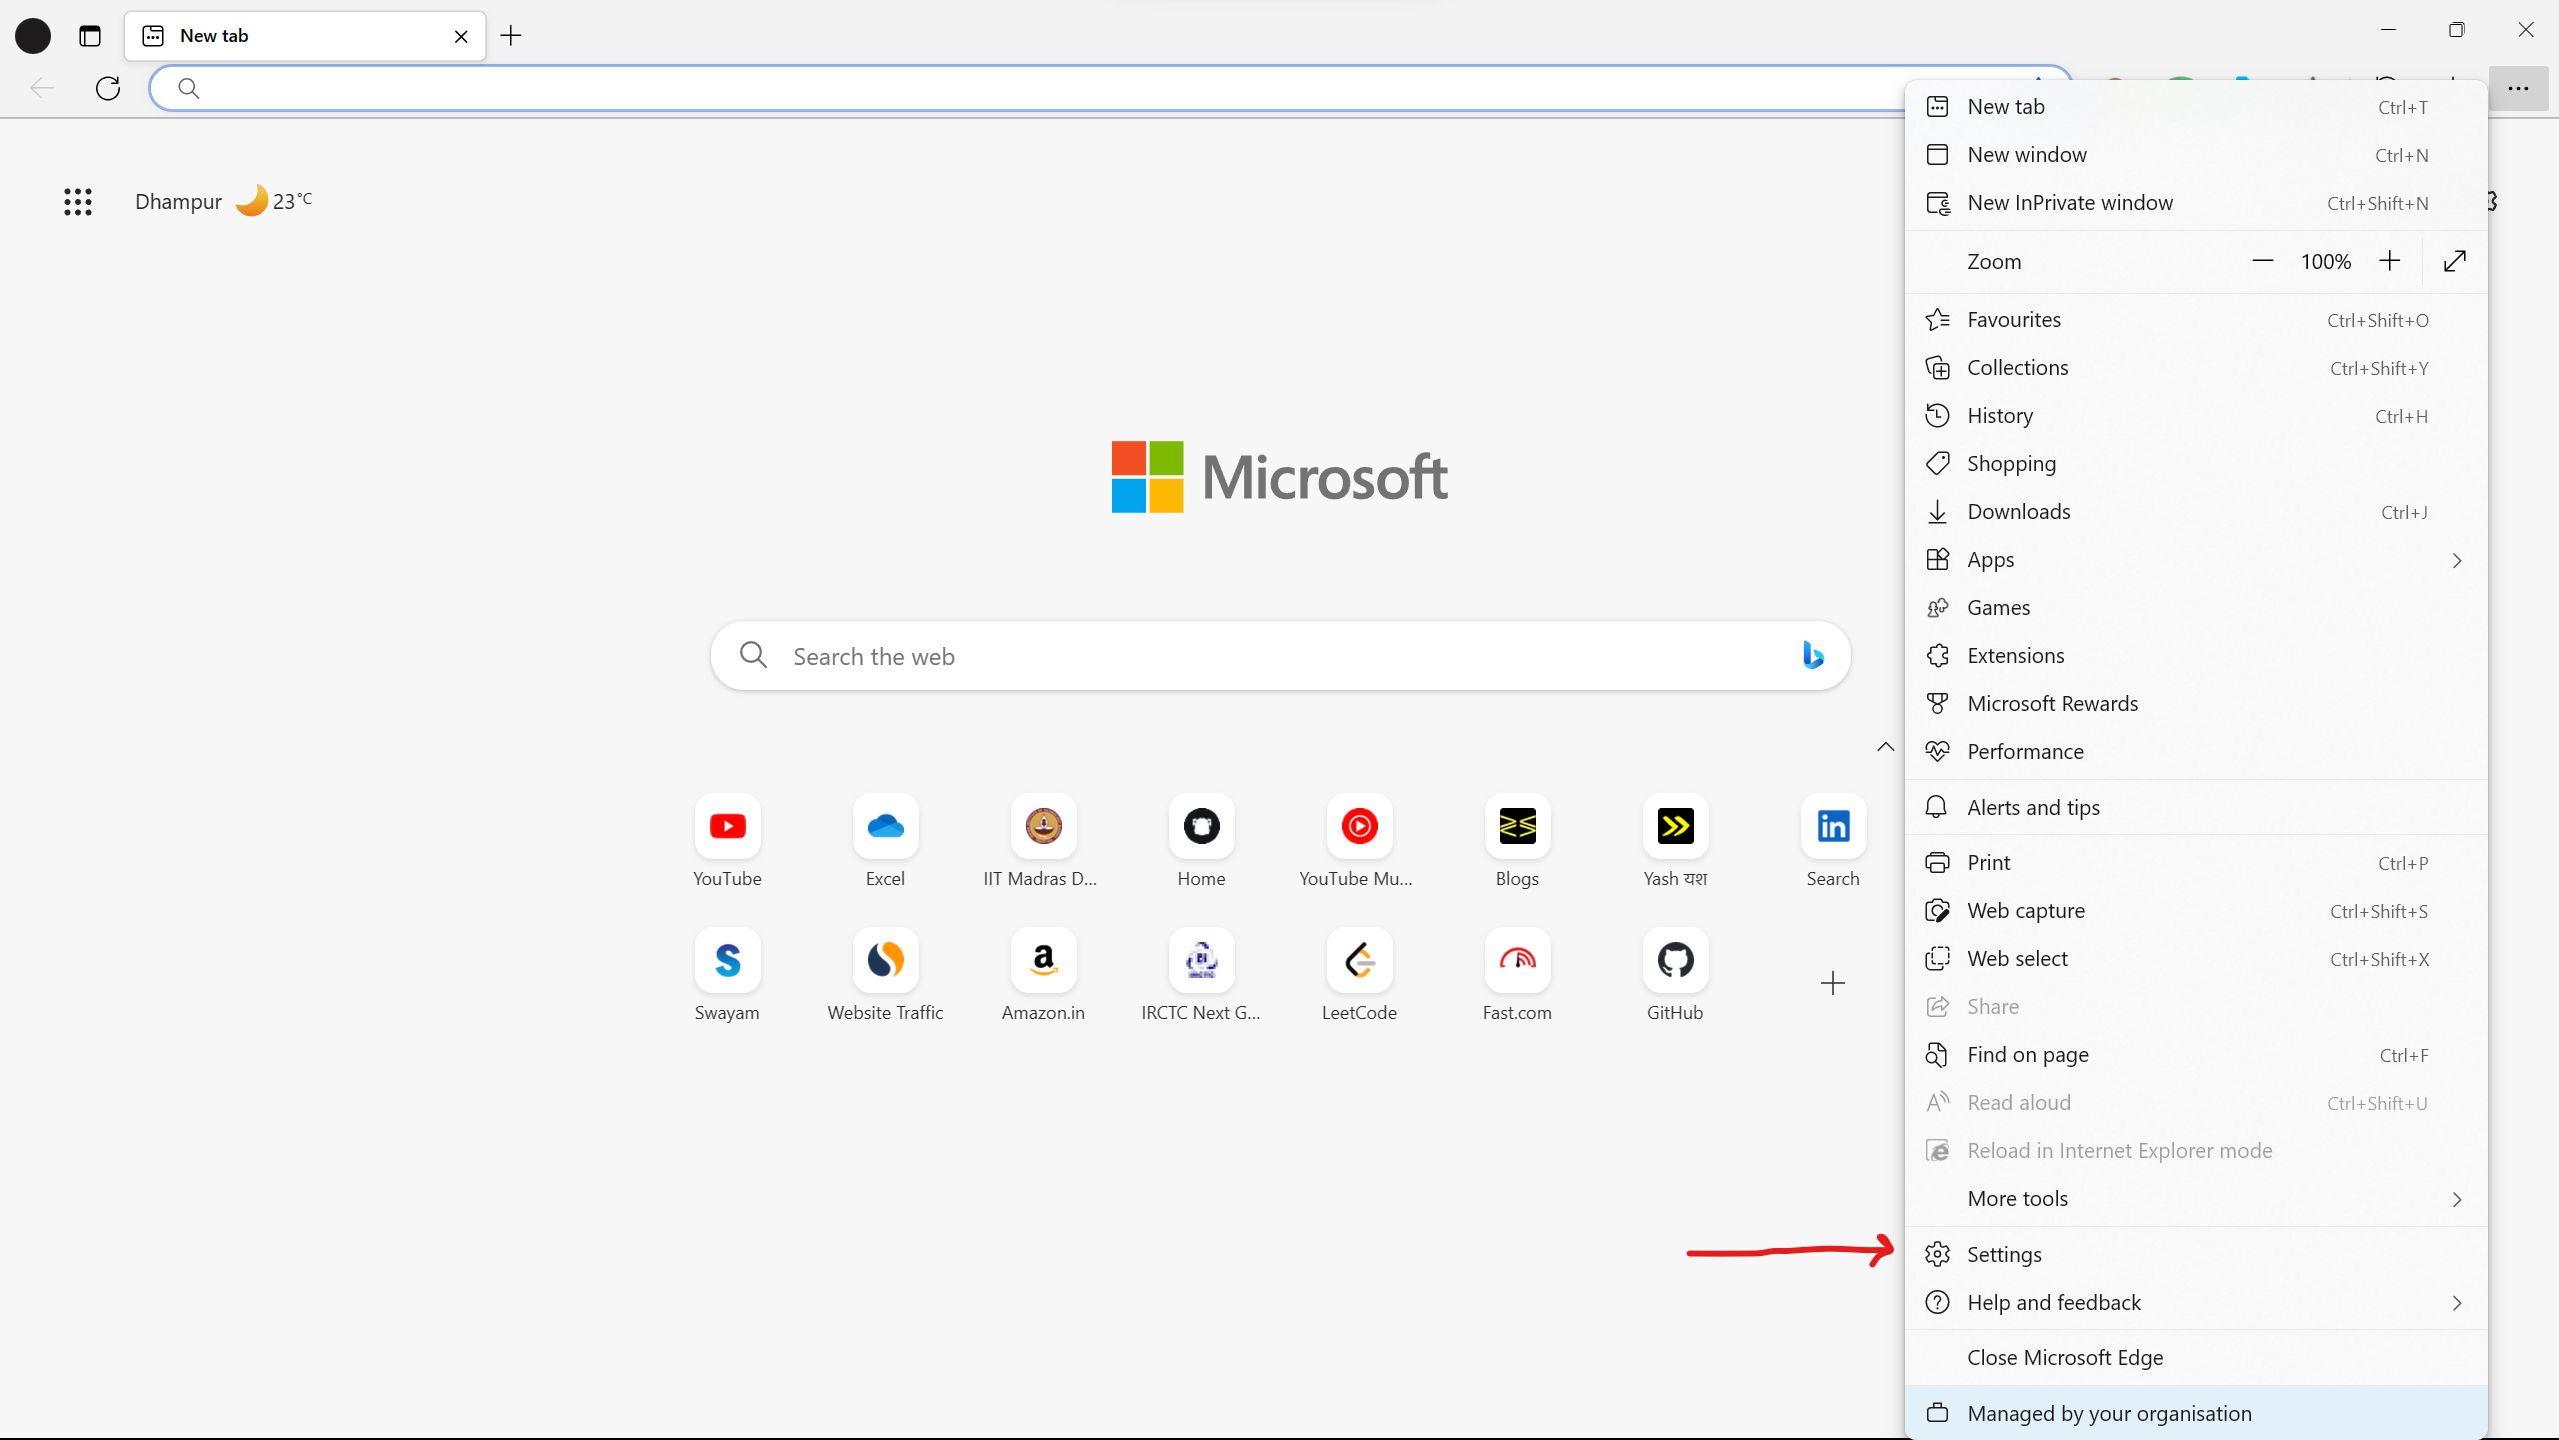 New tab
Dhampur 23°C
Microsoft
Search the web
YouTube
Excel
IIT Madras D...
Home
YouTube Mu...
Blogs
Yash यश
Search
Swayam
Website Traffic
Amazon.in
IRCTC Next G...
LeetCode
Fast.com
GitHub
New tab Ctrl+T
New window Ctrl+N
New InPrivate window Ctrl+Shift+N
Zoom 100%
Favourites Ctrl+Shift+O
Collections Ctrl+Shift+Y
History Ctrl+H
Shopping
Downloads Ctrl+J
Apps
Games
Extensions
Microsoft Rewards
Performance
Alerts and tips
Print Ctrl+P
Web capture Ctrl+Shift+S
Web select Ctrl+Shift+X
Share
Find on page Ctrl+F
Read aloud Ctrl+Shift+U
Reload in Internet Explorer mode
More tools
Settings
Help and feedback
Close Microsoft Edge
Managed by your organisation